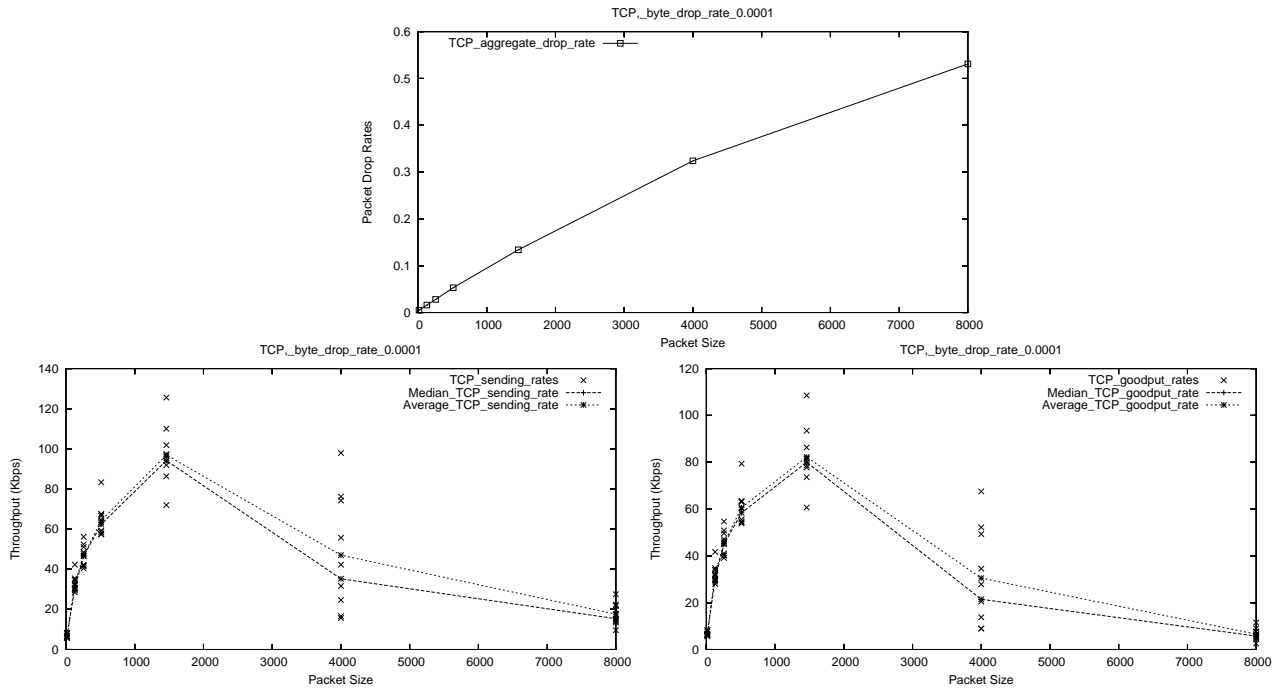 TCP,_byte_drop_rate_0.0001
0.6
0.5
0.4
0.3
0.2
0.1
0
Packet Drop Rates
TCP_aggregate_drop_rate
0 1000 2000 3000 4000 5000 6000 7000 8000
Packet Size
TCP,_byte_drop_rate_0.0001
140
120
100
80
60
40
20
0
Throughput (Kbps)
TCP_sending_rates
Median_TCP_sending_rate
Average_TCP_sending_rate
0 1000 2000 3000 4000 5000 6000 7000 8000
Packet Size
TCP,_byte_drop_rate_0.0001
120
100
80
60
40
20
0
Throughput (Kbps)
TCP_goodput_rates
Median_TCP_goodput_rate
Average_TCP_goodput_rate
0 1000 2000 3000 4000 5000 6000 7000 8000
Packet Size